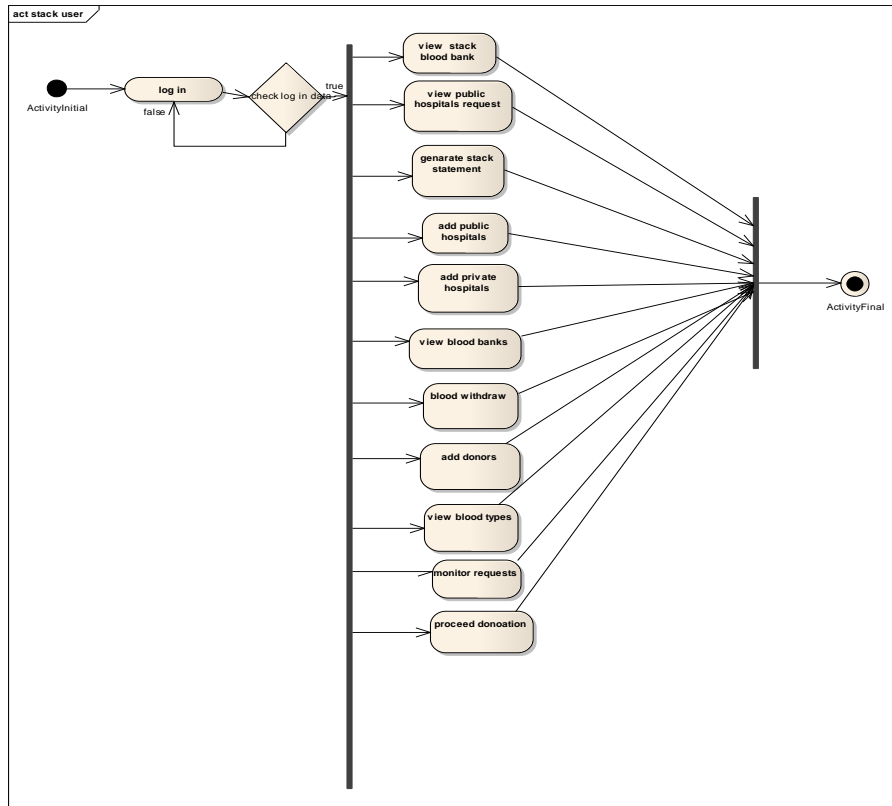 act stack user
ActivityInitial
log in
check log in data
true
false
view stack
blood bank
view public
hospitals request
genarate stack
statement
add public
hospitals
add private
hospitals
view blood banks
blood withdraw
add donors
view blood types
monitor requests
proceed donoation
ActivityFinal